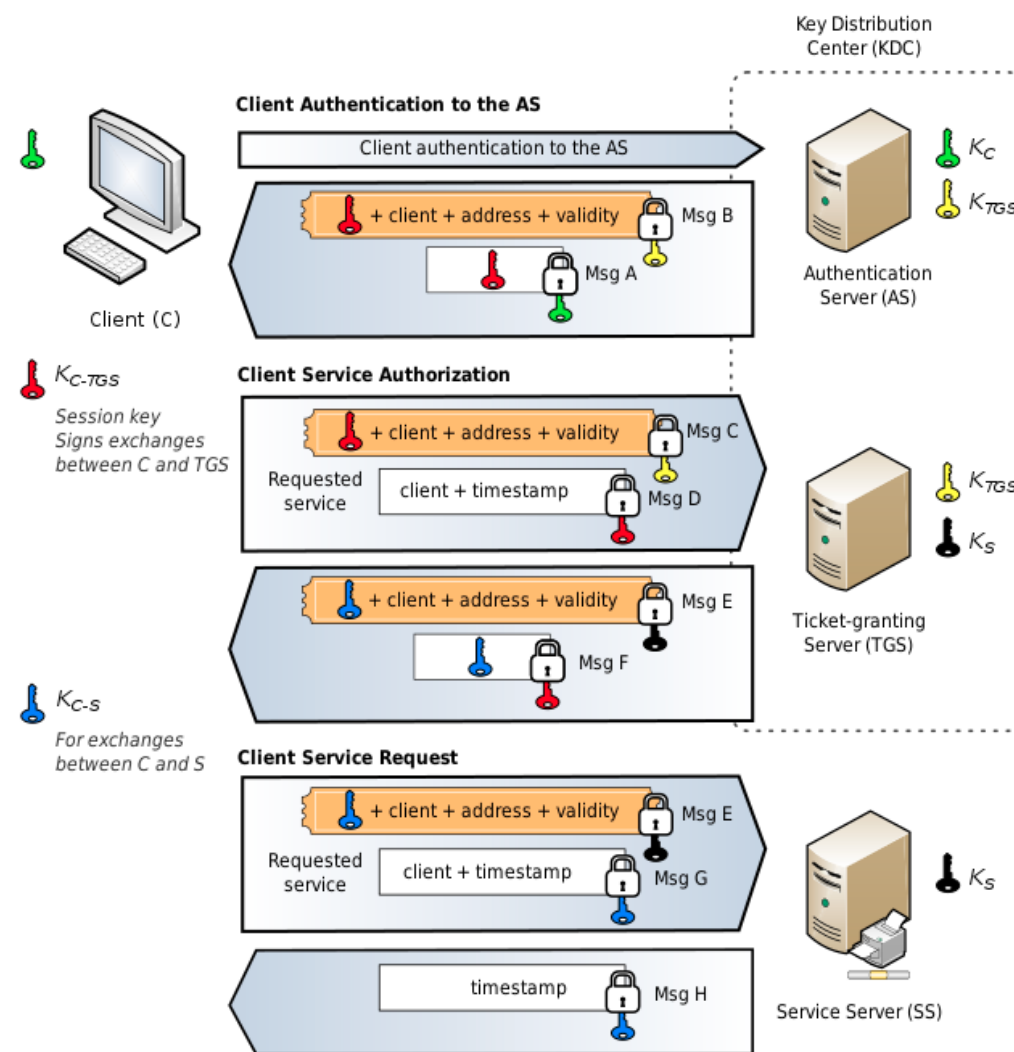 Key Distribution
Center (KDC)
Client Authentication to the AS
Client authentication to the AS
K_C
+ client + address + validity
Msg B
K_TGS
Msg A
Authentication
Server (AS)
Client (C)
K_C-TGS
Session key
Signs exchanges
between C and TGS
Client Service Authorization
+ client + address + validity
Msg C
Requested
service
client + timestamp
Msg D
K_TGS
K_S
+ client + address + validity
Msg E
Msg F
Ticket-granting
Server (TGS)
K_C-S
For exchanges
between C and S
Client Service Request
+ client + address + validity
Msg E
Requested
service
client + timestamp
Msg G
K_S
timestamp
Msg H
Service Server (SS)